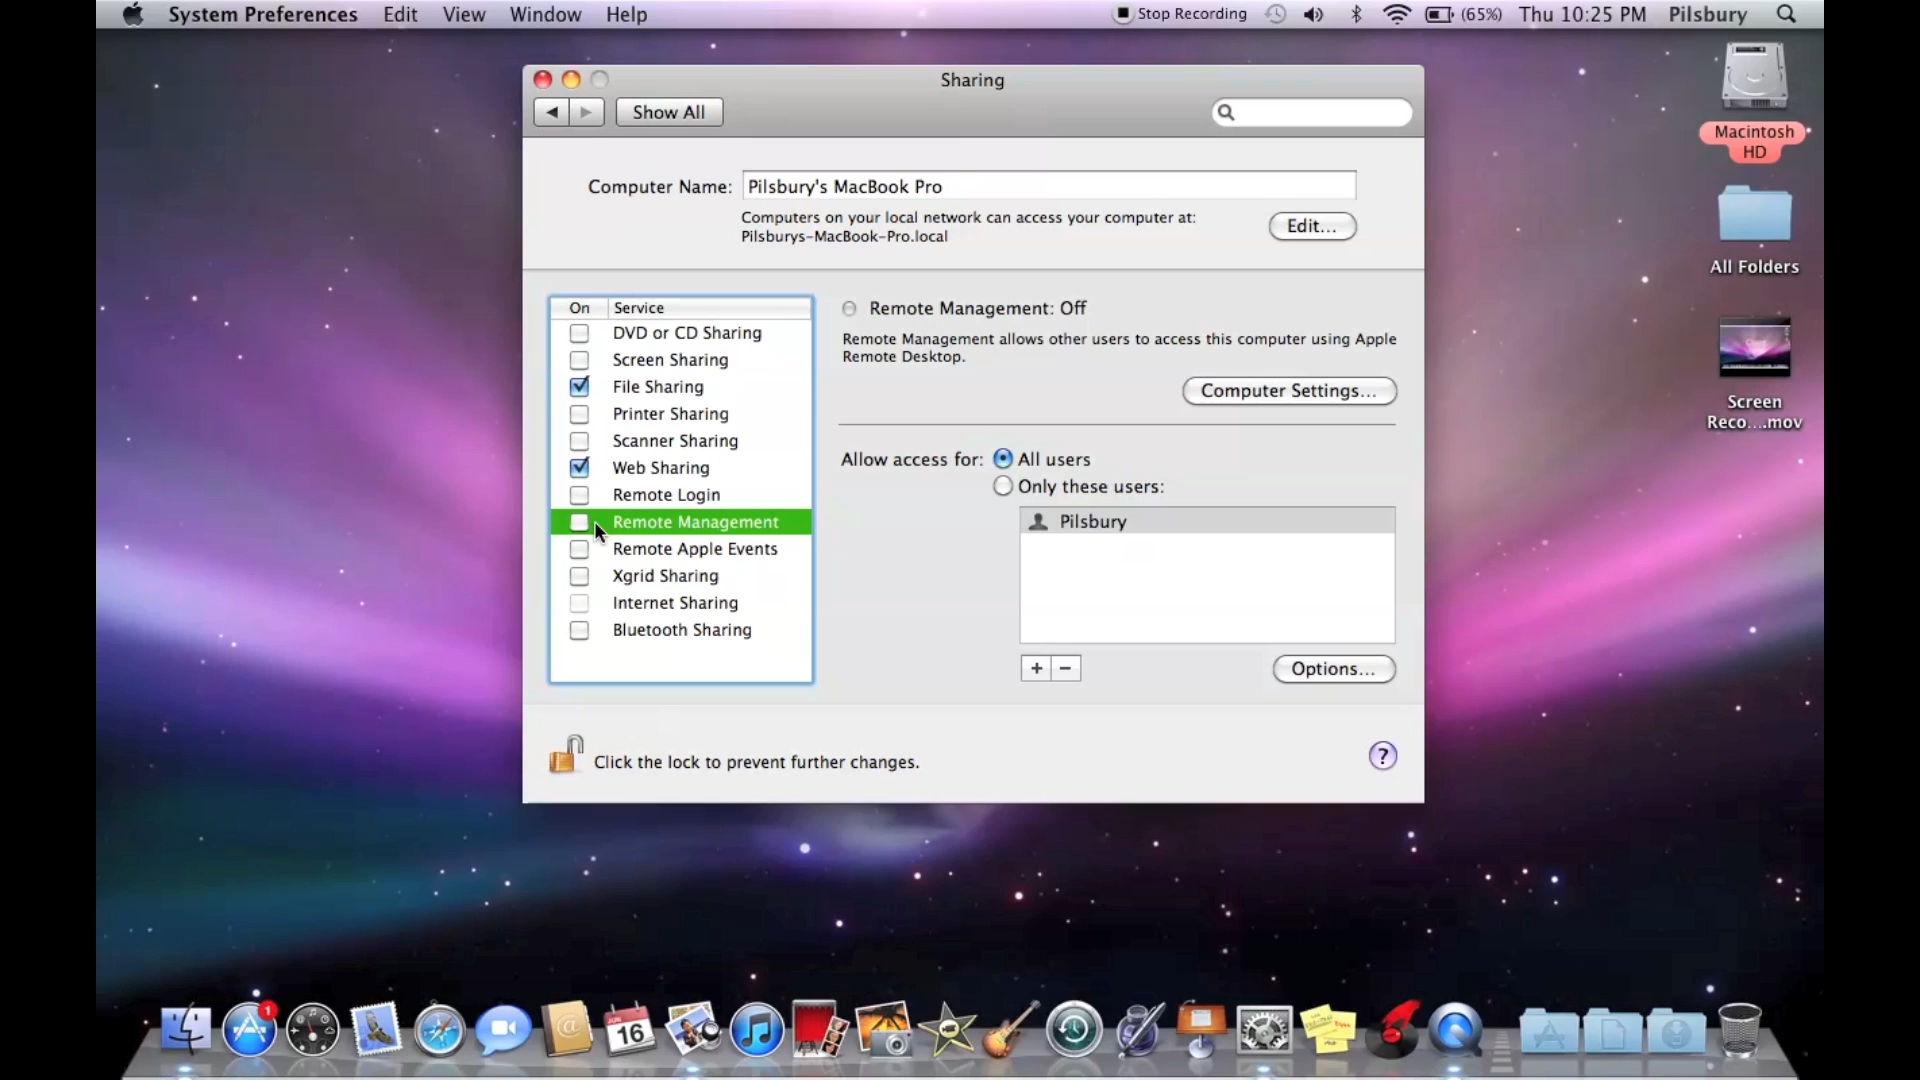 System Preferences Edit View Window Help
Stop Recording (65%) Thu 10:25 PM Pilsbury
Sharing
Show All
Computer Name: Pilsbury's MacBook Pro
Computers on your local network can access your computer at:
Pilsburys-MacBook-Pro.local
Edit...
On Service
DVD or CD Sharing
Screen Sharing
File Sharing
Printer Sharing
Scanner Sharing
Web Sharing
Remote Login
Remote Management
Remote Apple Events
Xgrid Sharing
Internet Sharing
Bluetooth Sharing
Remote Management: Off
Remote Management allows other users to access this computer using Apple
Remote Desktop.
Computer Settings...
Allow access for: All users
Only these users:
Pilsbury
+ −
Options...
Click the lock to prevent further changes.
?
Macintosh
HD
All Folders
Screen
Reco....mov
1
JUN
16